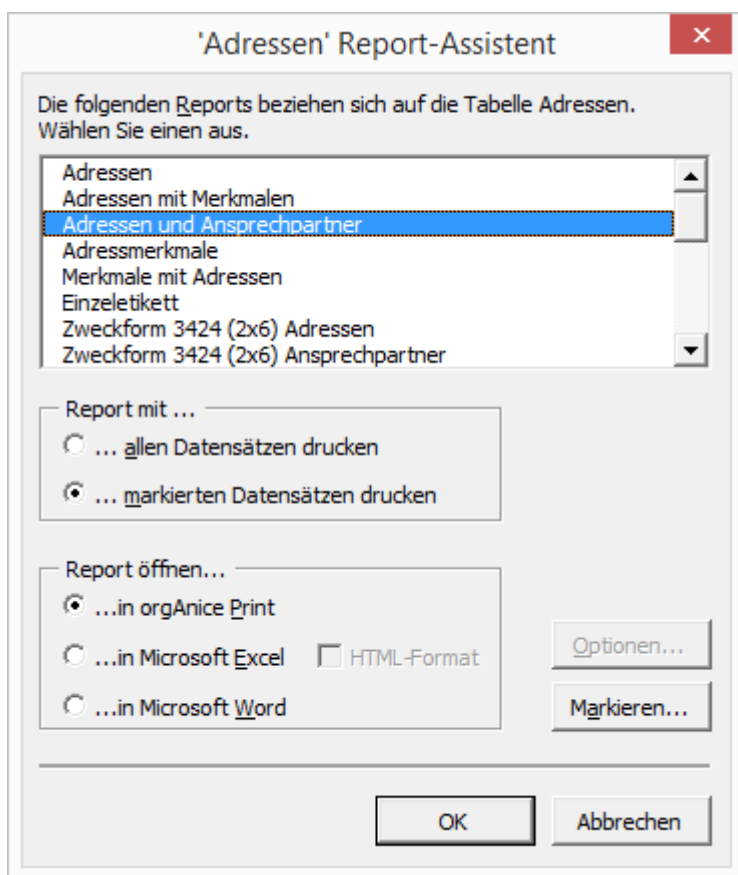 'Adressen' Report-Assistent
Die folgenden Reports beziehen sich auf die Tabelle Adressen.
Wählen Sie einen aus.
Adressen
Adressen mit Merkmalen
Adressen und Ansprechpartner
Adressmerkmale
Merkmale mit Adressen
Einzeletikett
Zweckform 3424 (2x6) Adressen
Zweckform 3424 (2x6) Ansprechpartner
Report mit ...
... allen Datensätzen drucken
... markierten Datensätzen drucken
Report öffnen...
...in orgAnice Print
...in Microsoft Excel HTML-Format
...in Microsoft Word
Optionen...
Markieren...
OK Abbrechen